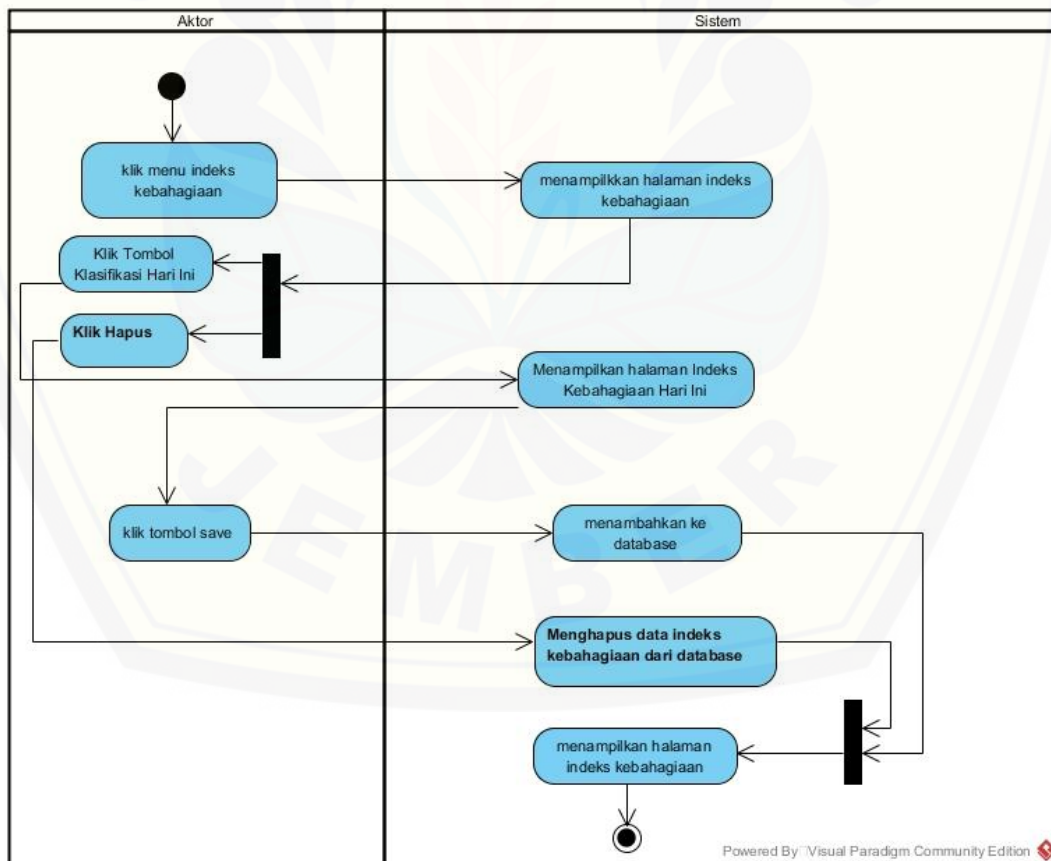 Aktor
Sistem
klik menu indeks
kebahagiaan
menampilkkan halaman indeks
kebahagiaan
Klik Tombol
Klasifikasi Hari Ini
Klik Hapus
Menampilkan halaman Indeks
Kebahagiaan Hari Ini
klik tombol save
menambahkan ke
database
Menghapus data indeks
kebahagiaan dari database
menampilkan halaman
indeks kebahagiaan
JEMBER
Powered By Visual Paradigm Community Edition